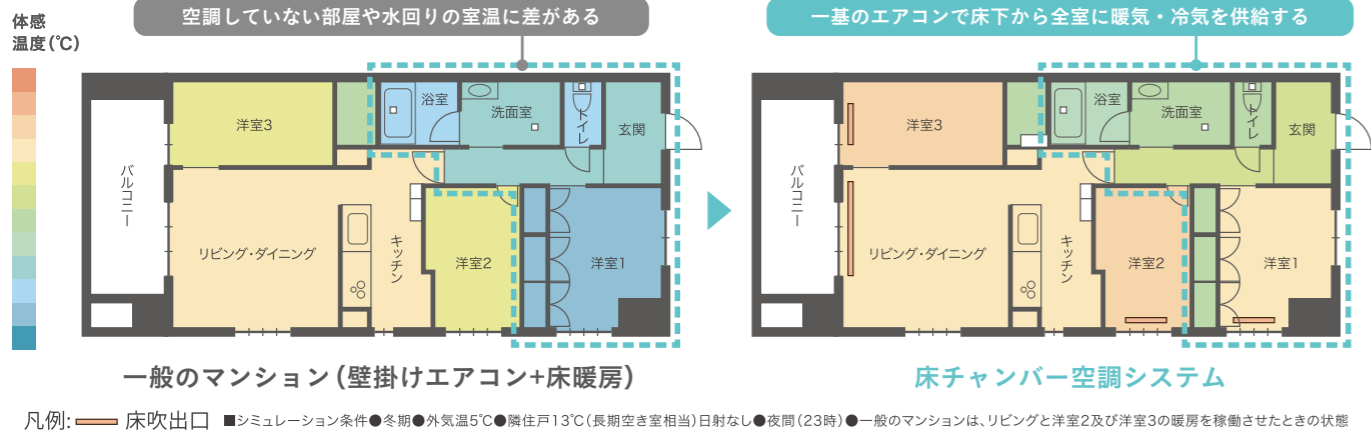 体感
温度(℃)
空調していない部屋や水回りの室温に差がある
バルコニー
洋室3
浴室
洗面室
トイレ
玄関
リビング・ダイニング
キッチン
洋室2
洋室1
一般のマンション(壁掛けエアコン+床暖房)
一基のエアコンで床下から全室に暖気・冷気を供給する
バルコニー
洋室3
浴室
洗面室
トイレ
玄関
リビング・ダイニング
キッチン
洋室2
洋室1
床チャンバー空調システム
凡例: 床吹出口 ■シミュレーション条件●冬期●外気温5℃●隣住戸13℃(長期空き室相当)日射なし●夜間(23時)●一般のマンションは、リビングと洋室2及び洋室3の暖房を稼働させたときの状態